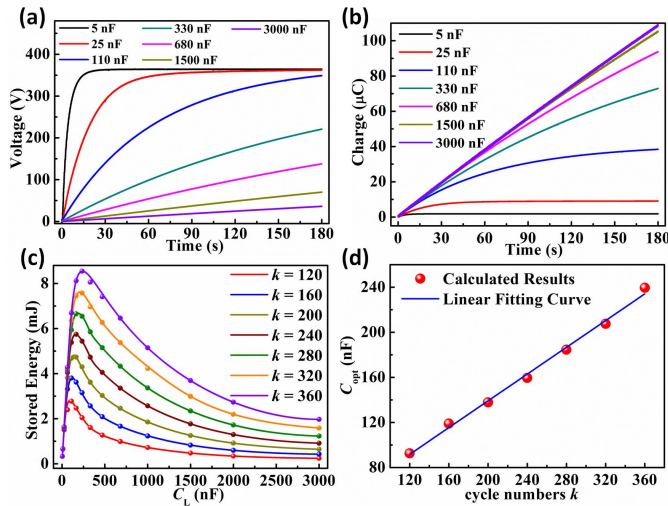 (a)
5 nF
330 nF
3000 nF
25 nF
680 nF
110 nF
1500 nF
400
300
200
100
0
Voltage (V)
0 30 60 90 120 150 180
Time (s)
(b)
5 nF
25 nF
110 nF
330 nF
680 nF
1500 nF
3000 nF
100
80
60
40
20
0
Charge (μC)
0 30 60 90 120 150 180
Time (s)
(c)
k = 120
k = 160
k = 200
k = 240
k = 280
k = 320
k = 360
8
6
4
2
0
Stored Energy (mJ)
0 500 1000 1500 2000 2500 3000
CL (nF)
(d)
Calculated Results
Linear Fitting Curve
240
200
160
120
80
Copt (nF)
120 160 200 240 280 320 360
cycle numbers k